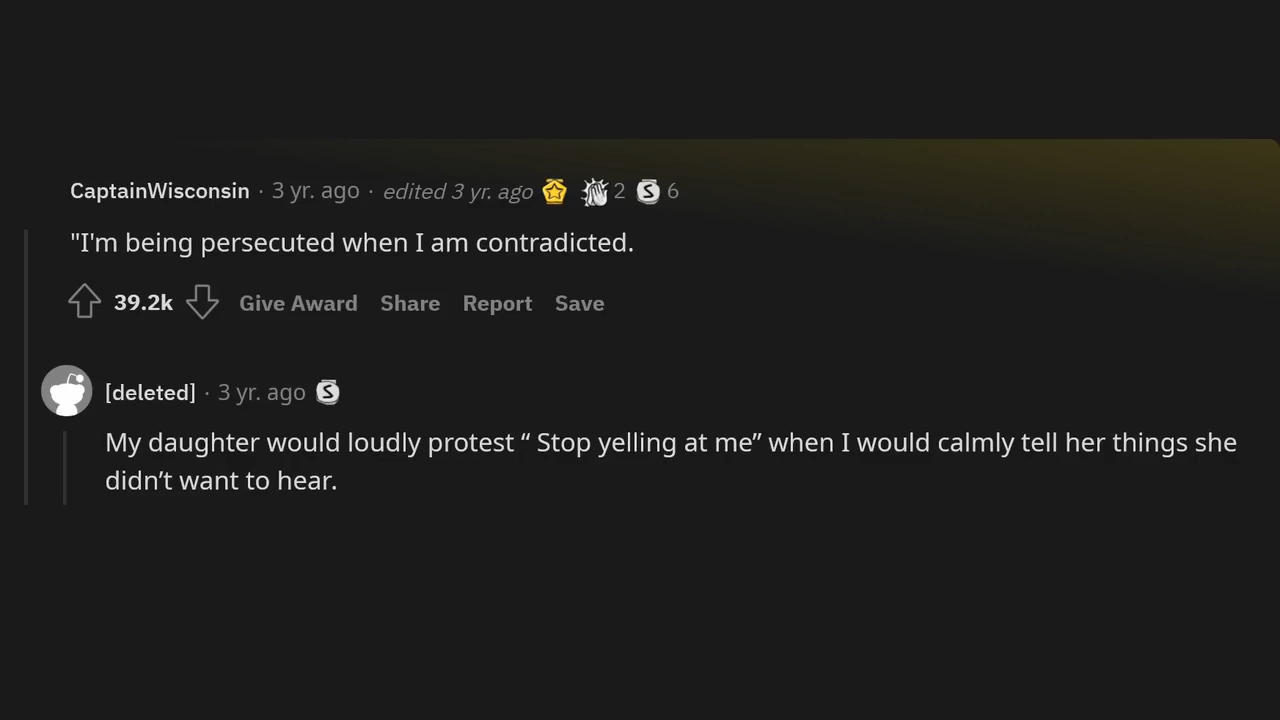 CaptainWisconsin · 3 yr. ago · edited 3 yr. ago 2 S 6
"I'm being persecuted when I am contradicted.
39.2k Give Award Share Report Save
[deleted] · 3 yr. ago S
My daughter would loudly protest “ Stop yelling at me” when I would calmly tell her things she
didn’t want to hear.